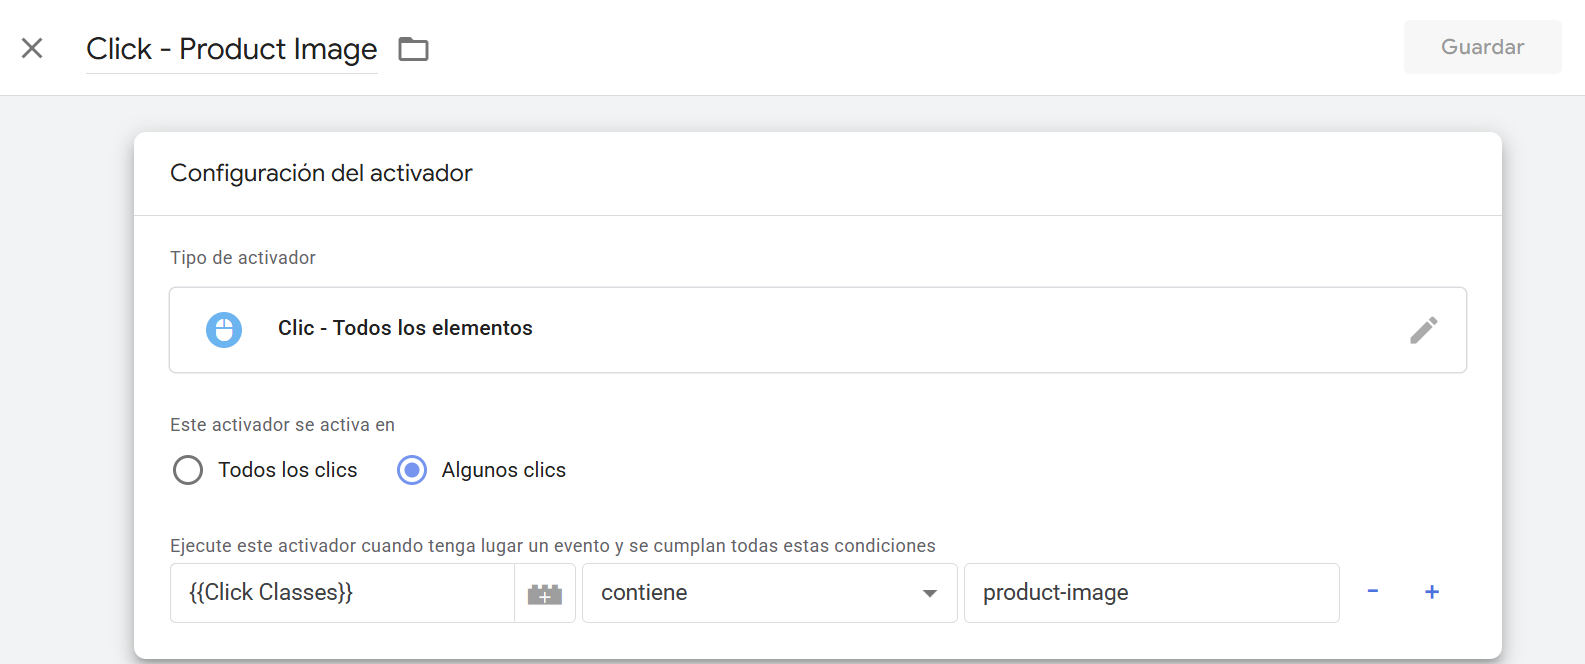 Click - Product Image
Guardar
Configuración del activador
Tipo de activador
Clic - Todos los elementos
Este activador se activa en
Todos los clics
Algunos clics
Ejecute este activador cuando tenga lugar un evento y se cumplan todas estas condiciones
{{Click Classes}}
contiene
product-image